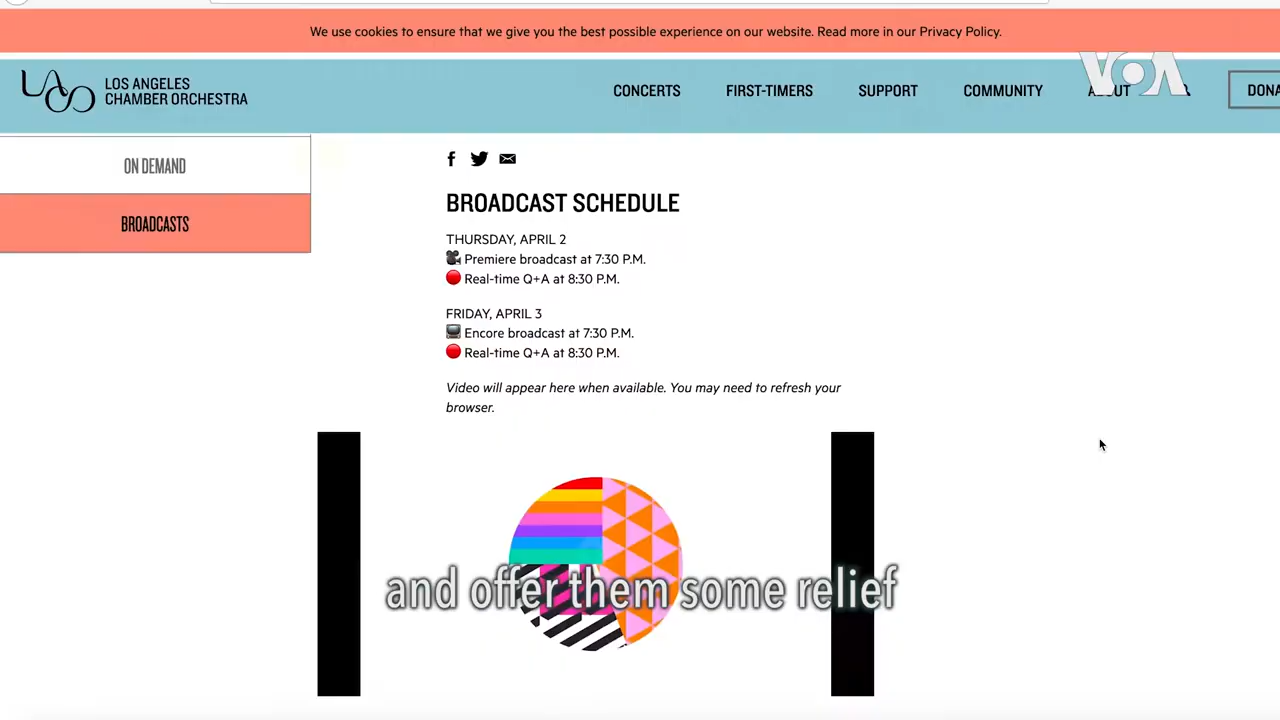 We use cookies to ensure that we give you the best possible experience on our website. Read more in our Privacy Policy.
VOA
LACO
LOS ANGELES
CHAMBER ORCHESTRA
CONCERTS
FIRST-TIMERS
SUPPORT
COMMUNITY
ABOUT
DONA
ON DEMAND
BROADCASTS
BROADCAST SCHEDULE
THURSDAY, APRIL 2
Premiere broadcast at 7:30 P.M.
Real-time Q+A at 8:30 P.M.
FRIDAY, APRIL 3
Encore broadcast at 7:30 P.M.
Real-time Q+A at 8:30 P.M.
Video will appear here when available. You may need to refresh your
browser.
and offer them some relief